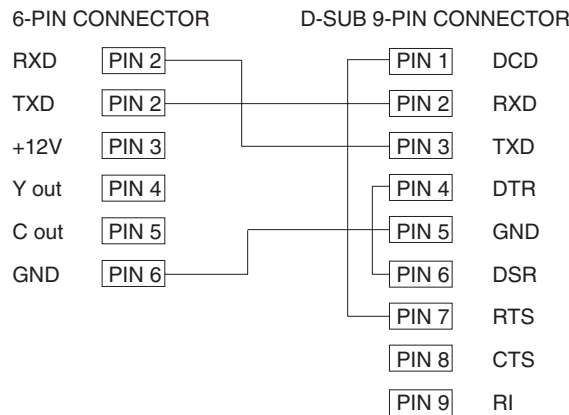 6-PIN CONNECTOR D-SUB 9-PIN CONNECTOR
RXD PIN 2 PIN 1 DCD
TXD PIN 2 PIN 2 RXD
+12V PIN 3 PIN 3 TXD
Y out PIN 4 PIN 4 DTR
C out PIN 5 PIN 5 GND
GND PIN 6 PIN 6 DSR
PIN 7 RTS
PIN 8 CTS
PIN 9 RI